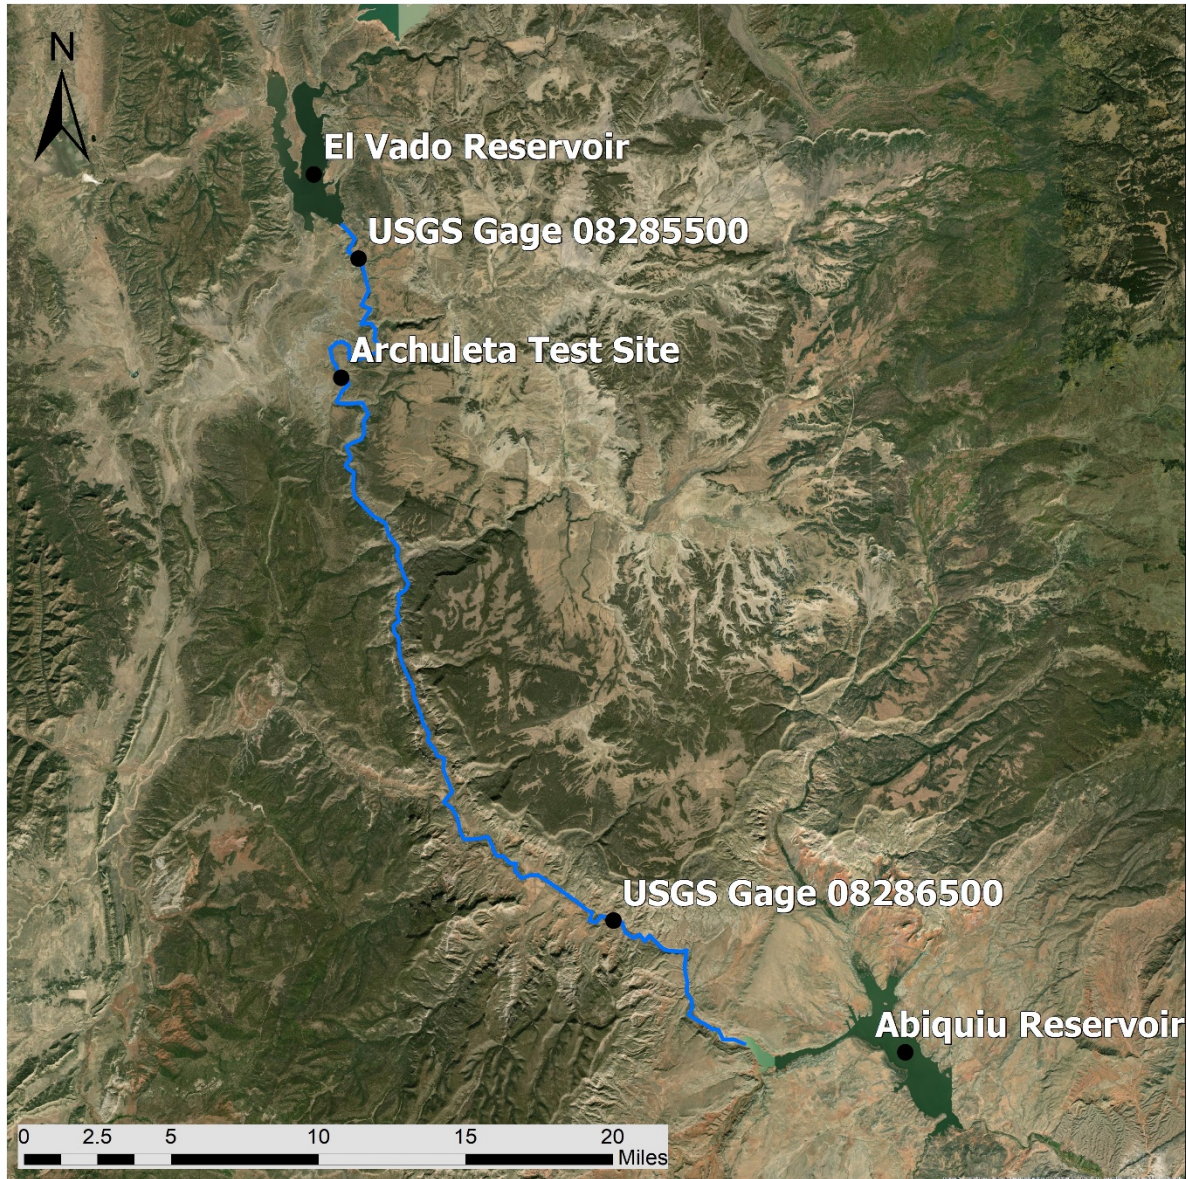 N
El Vado Reservoir
USGS Gage 08285500
Archuleta Test Site
USGS Gage 08286500
Abiquiu Reservoir
0 2.5 5 10 15 20
Miles